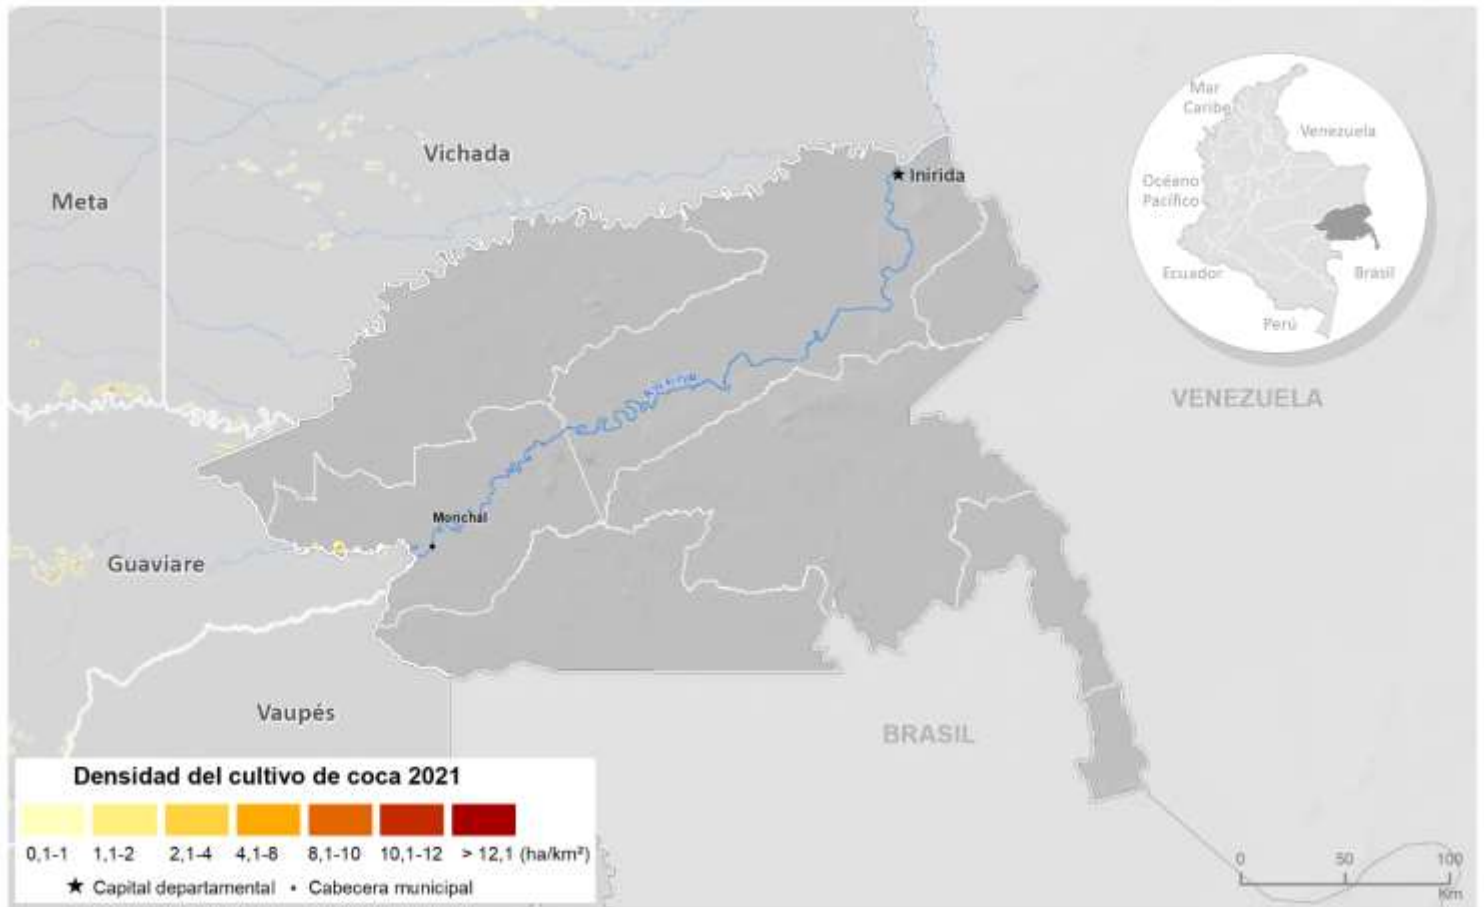 Mar
Caribe
Venezuela
Vichada
Meta
Inirida
Océano
Pacífico
Ecuador
Brasil
Perú
VENEZUELA
Morichal
Guaviare
Vaupés
BRASIL
Densidad del cultivo de coca 2021
0,1-1 1,1-2 2,1-4 4,1-8 8,1-10 10,1-12 > 12,1 (ha/km²)
Capital departamental • Cabecera municipal
0 50 100
Km